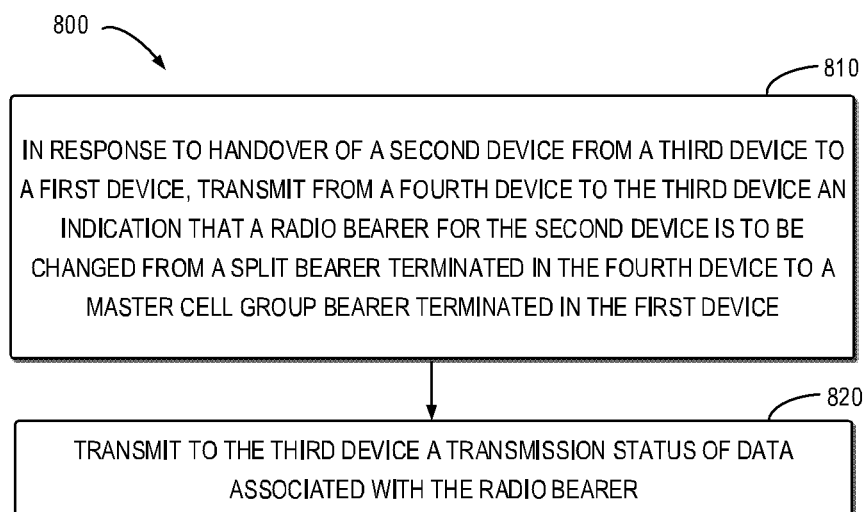 800
810
IN RESPONSE TO HANDOVER OF A SECOND DEVICE FROM A THIRD DEVICE TO
A FIRST DEVICE, TRANSMIT FROM A FOURTH DEVICE TO THE THIRD DEVICE AN
INDICATION THAT A RADIO BEARER FOR THE SECOND DEVICE IS TO BE
CHANGED FROM A SPLIT BEARER TERMINATED IN THE FOURTH DEVICE TO A
MASTER CELL GROUP BEARER TERMINATED IN THE FIRST DEVICE
820
TRANSMIT TO THE THIRD DEVICE A TRANSMISSION STATUS OF DATA
ASSOCIATED WITH THE RADIO BEARER